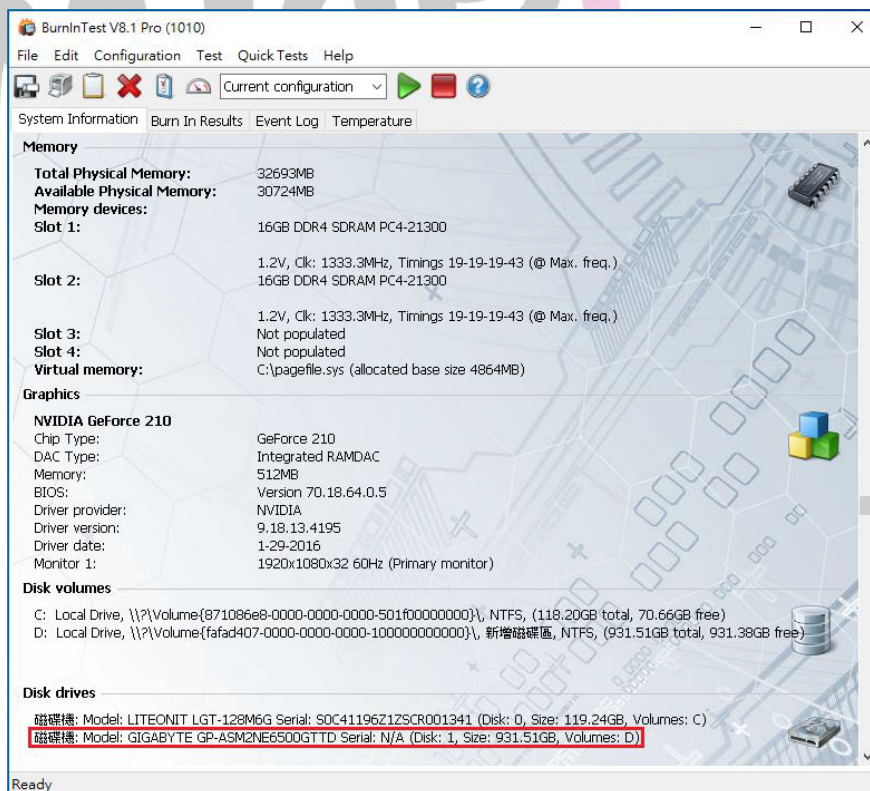 BurnInTest V8.1 Pro (1010)
File Edit Configuration Test Quick Tests Help
Current configuration
System Information Burn In Results Event Log Temperature
Memory
Total Physical Memory: 32693MB
Available Physical Memory: 30724MB
Memory devices:
Slot 1: 16GB DDR4 SDRAM PC4-21300
1.2V, Clk: 1333.3MHz, Timings 19-19-19-43 (@ Max. freq.)
Slot 2: 16GB DDR4 SDRAM PC4-21300
1.2V, Clk: 1333.3MHz, Timings 19-19-19-43 (@ Max. freq.)
Slot 3: Not populated
Slot 4: Not populated
Virtual memory: C:\pagefile.sys (allocated base size 4864MB)
Graphics
NVIDIA GeForce 210
Chip Type: GeForce 210
DAC Type: Integrated RAMDAC
Memory: 512MB
BIOS: Version 70.18.64.0.5
Driver provider: NVIDIA
Driver version: 9.18.13.4195
Driver date: 1-29-2016
Monitor 1: 1920x1080x32 60Hz (Primary monitor)
Disk volumes
C: Local Drive, \\?\Volume{871086e8-0000-0000-0000-501f00000000}\, NTFS, (118.20GB total, 70.66GB free)
D: Local Drive, \\?\Volume{fafad407-0000-0000-0000-100000000000}\, 新增磁碟區, NTFS, (931.51GB total, 931.38GB free)
Disk drives
磁碟機: Model: LITEONIT LGT-128M6G Serial: S0C41196Z1ZSCR001341 (Disk: 0, Size: 119.24GB, Volumes: C)
磁碟機: Model: GIGABYTE GP-ASM2NE6500GTTD Serial: N/A (Disk: 1, Size: 931.51GB, Volumes: D)
Ready